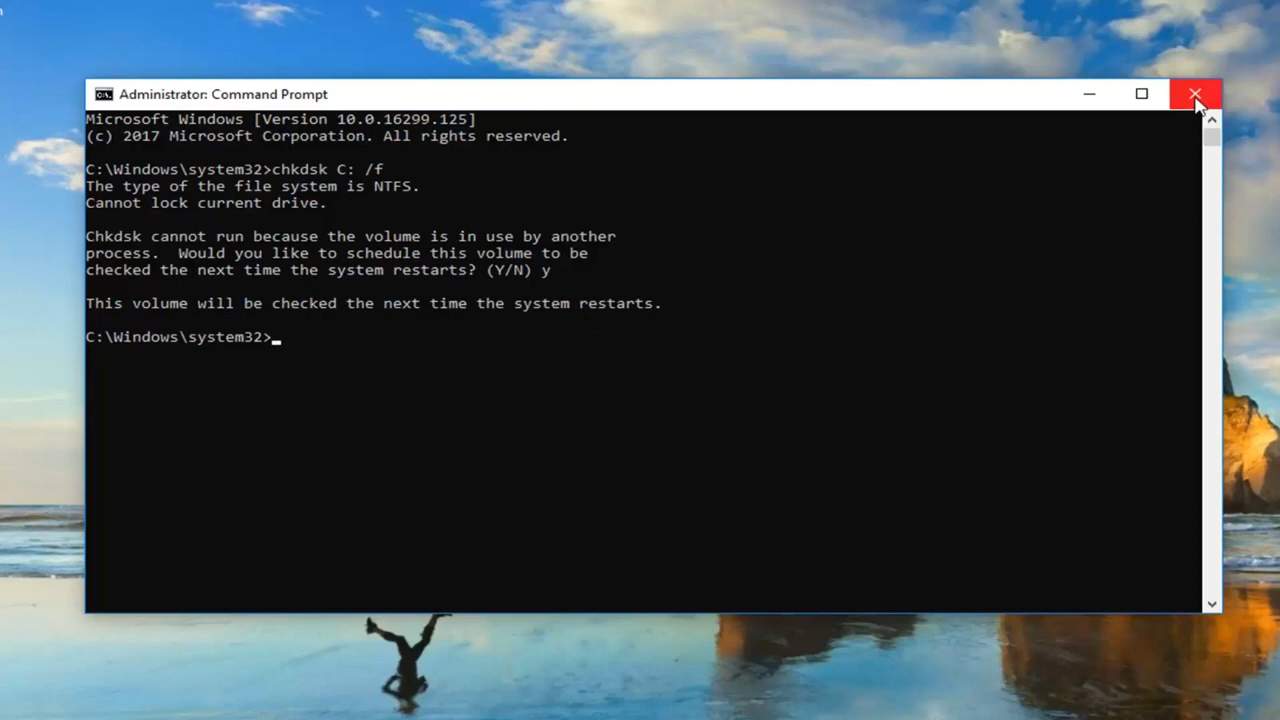 Administrator: Command Prompt
Microsoft Windows [Version 10.0.16299.125]
(c) 2017 Microsoft Corporation. All rights reserved.
C:\Windows\system32>chkdsk C: /f
The type of the file system is NTFS.
Cannot lock current drive.
Chkdsk cannot run because the volume is in use by another
process.  Would you like to schedule this volume to be
checked the next time the system restarts? (Y/N) y
This volume will be checked the next time the system restarts.
C:\Windows\system32>